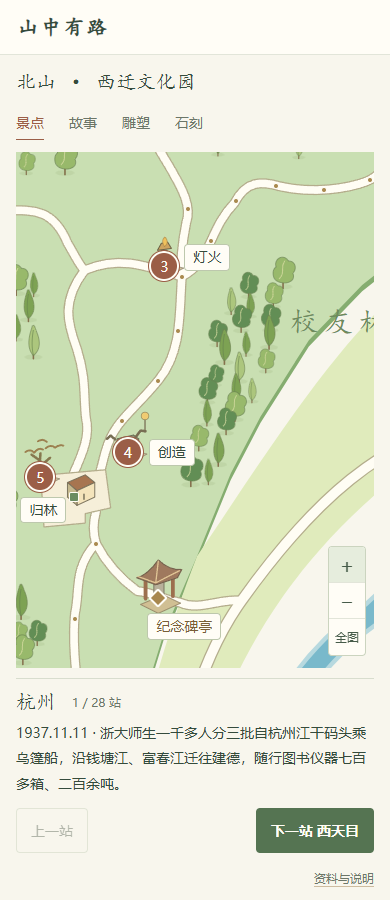 山中有路
北山 • 西迁文化园
景点 故事 雕塑 石刻
3 灯火
校友林
4 创造
5
归林
纪念碑亭
+
−
全图
杭州 1 / 28 站
1937.11.11 · 浙大师生一千多人分三批自杭州江干码头乘
乌篷船，沿钱塘江、富春江迁往建德，随行图书仪器七百
多箱、二百余吨。
上一站
下一站 西天目
资料与说明